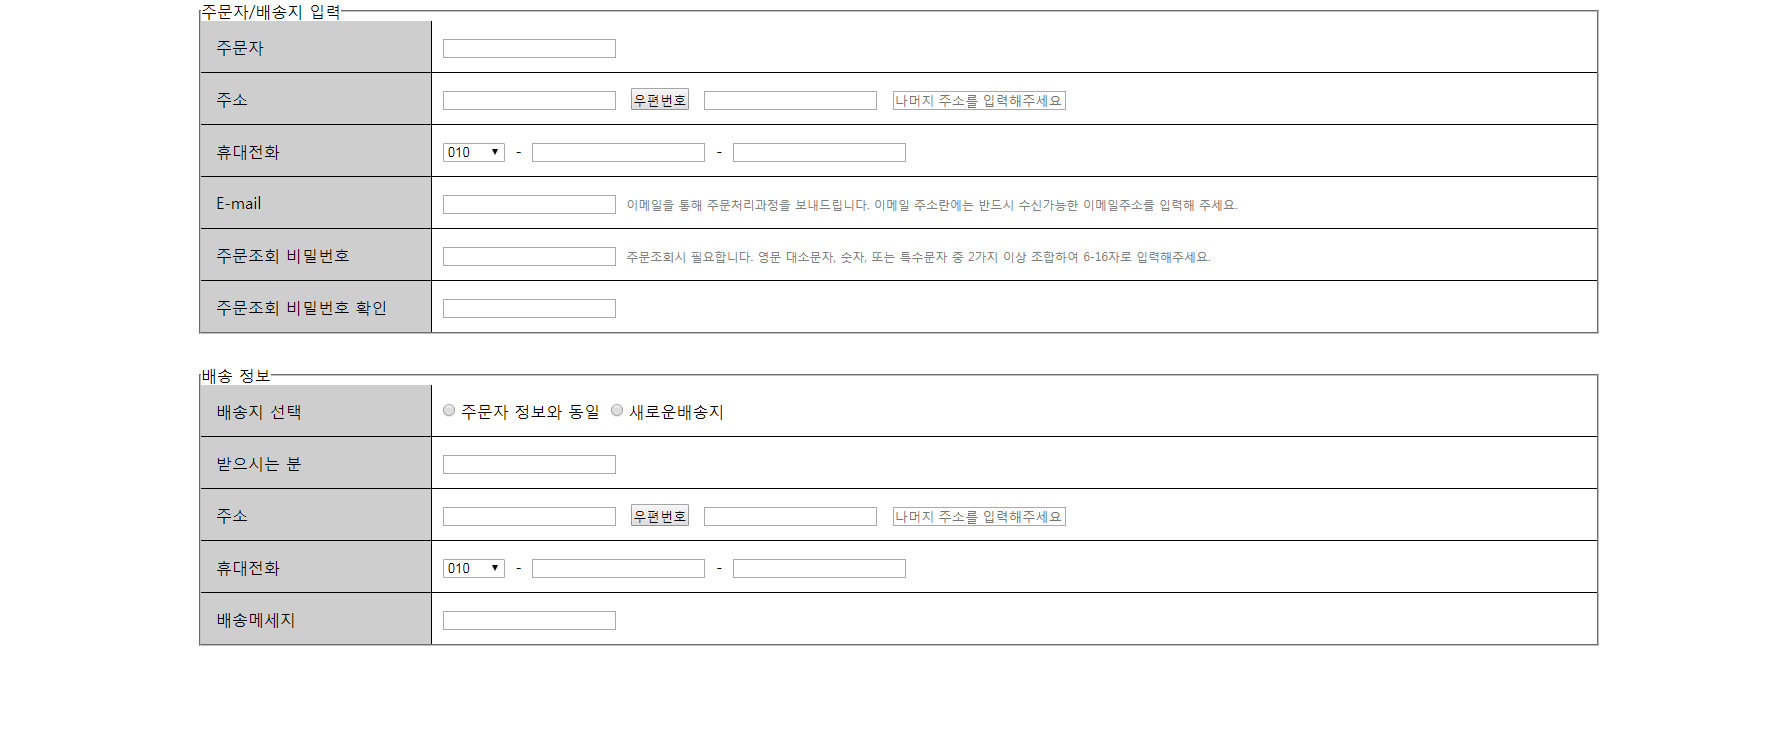 주문자/배송지 입력
주문자
주소 우편번호 나머지 주소를 입력해주세요
휴대전화 010 - -
E-mail 이메일을 통해 주문처리과정을 보내드립니다. 이메일 주소란에는 반드시 수신가능한 이메일주소를 입력해 주세요.
주문조회 비밀번호 주문조회시 필요합니다. 영문 대소문자, 숫자, 또는 특수문자 중 2가지 이상 조합하여 6-16자로 입력해주세요.
주문조회 비밀번호 확인
배송 정보
배송지 선택 주문자 정보와 동일 새로운배송지
받으시는 분
주소 우편번호 나머지 주소를 입력해주세요
휴대전화 010 - -
배송메세지